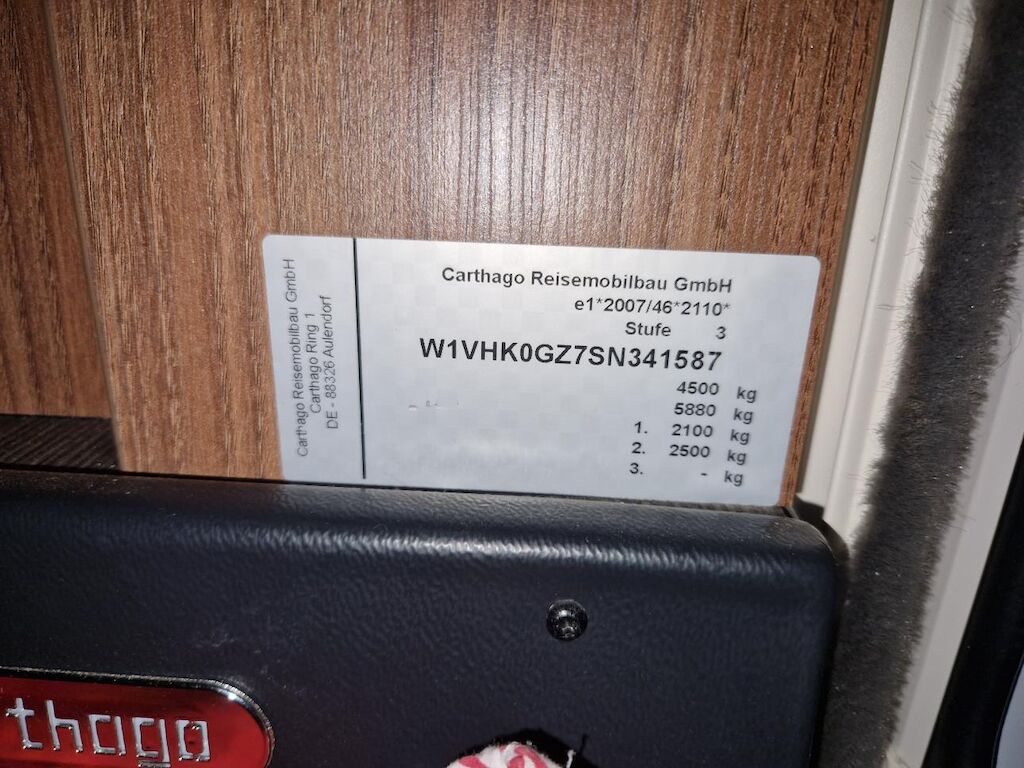 Carthago Reisemobilbau GmbH
Carthago Ring 1
DE - 88326 Aulendorf
Carthago Reisemobilbau GmbH
e1*2007/46*2110*
Stufe 3
W1VHK0GZ7SN341587
4500 kg
5880 kg
1. 2100 kg
2. 2500 kg
3. - kg
thago